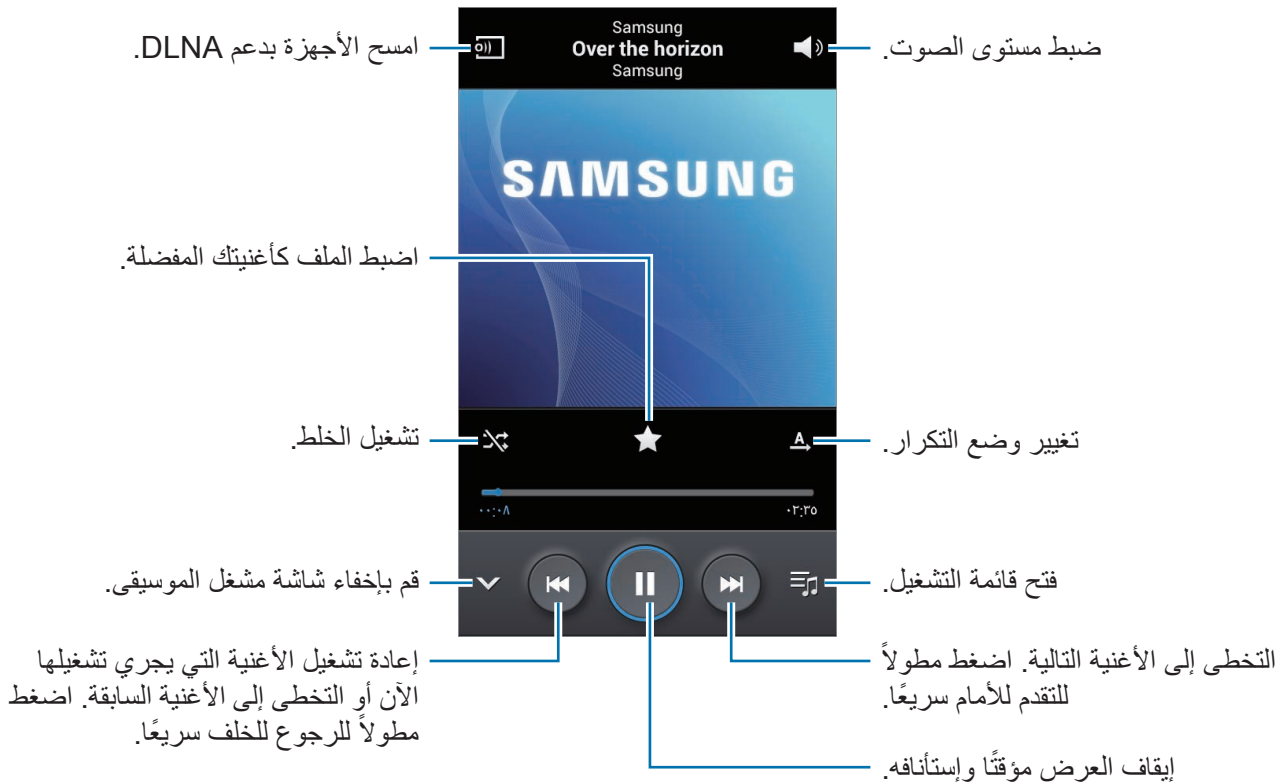 Samsung
Over the horizon
Samsung
ضبط مستوى الصوت.
امسح الأجهزة بدعم DLNA.
SAMSUNG
اضبط الملف كأغنيتك المفضلة.
تغيير وضع التكرار.
تشغيل الخلط.
A
٠٠:٠٨
٠٢:٣٥
فتح قائمة التشغيل.
قم بإخفاء شاشة مشغل الموسيقى.
التخطى إلى الأغنية التالية. اضغط مطولاً
للتقدم للأمام سريعًا.
إعادة تشغيل الأغنية التي يجري تشغيلها
الآن أو التخطى إلى الأغنية السابقة. اضغط
مطولاً للرجوع للخلف سريعًا.
إيقاف العرض مؤقتًا وإستأنافه.